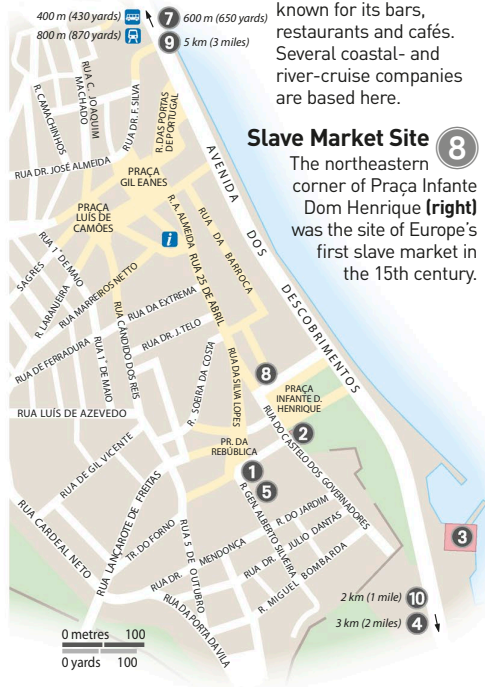 400 m (430 yards)
800 m (870 yards)
7
600 m (650 yards)
9
5 km (3 miles)
known for its bars,
restaurants and cafés.
Several coastal- and
river-cruise companies
are based here.
Slave Market Site
8
The northeastern
corner of Praça Infante
Dom Henrique (right)
was the site of Europe’s
first slave market in
the 15th century.
R. CAMACHINHOS
RUA C. JOAQUIM
MACHADO
RUA DR. F. SILVA
R. DAS PORTAS
DE PORTUGAL
RUA DR. JOSÉ ALMEIDA
PRAÇA
GIL EANES
AVENIDA DOS DESCOBRIMENTOS
PRAÇA
LUÍS DE
CAMÕES
R. A. ALMEIDA
RUA DA BARROCA
i
RUA 1° DE MAIO
SAGRES
R. LARANJEIRA
RUA MARREIROS NETTO
RUA 25 DE ABRIL
RUA DA EXTREMA
RUA DE FERRADURA
RUA CÂNDIDO DOS REIS
RUA DR. J. TELO
RUA 1° DE MAIO
R. SOEIRA DA COSTA
RUA DA SILVA LOPES
8
PRAÇA
INFANTE D.
HENRIQUE
RUA LUÍS DE AZEVEDO
2
RUA DO CASTELO DOS GOVERNADORES
PR. DA
REBÚBLICA
RUA DE GIL VICENTE
1
5
RUA LANÇAROTE DE FREITAS
R. GEN. ALBERTO SILVEIRA
R. DO JARDIM
RUA CARDEAL NETO
TR. DO FORNO
RUA 5 DE OUTUBRO
RUA DR. MENDONÇA
RUA DR. JULIO DANTAS
3
R. MIGUEL BOMBARDA
RUA DA PORTA DA VILA
2 km (1 mile)
10
3 km (2 miles)
4
0 metres 100
0 yards 100